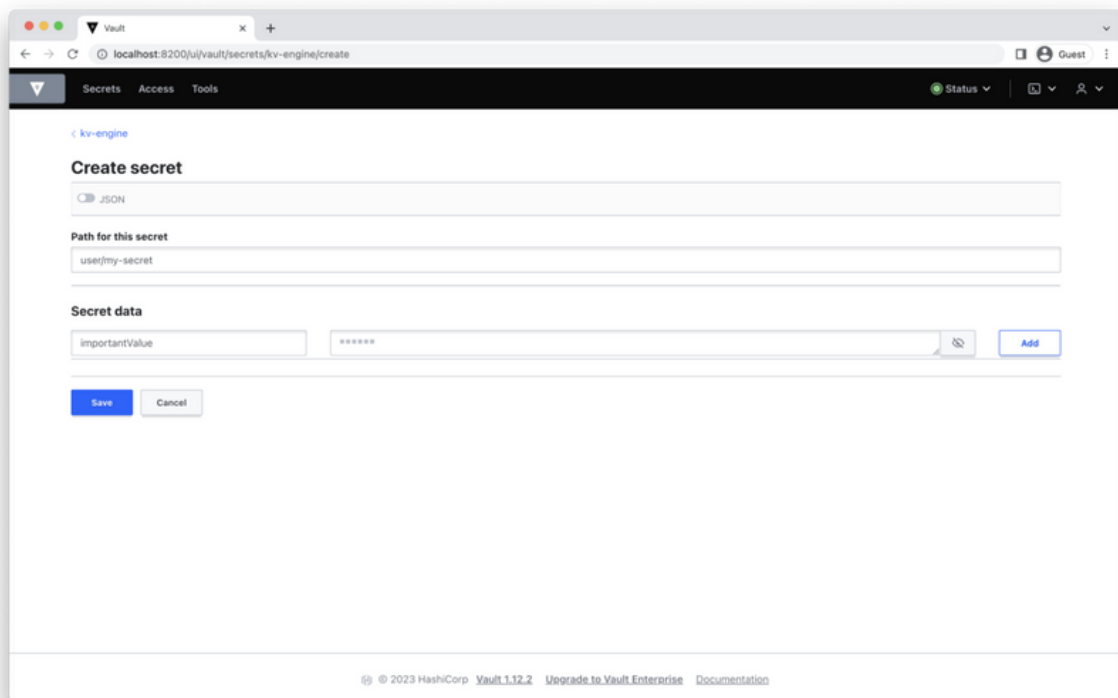 Vault
localhost:8200/ui/vault/secrets/kv-engine/create
Guest
Secrets Access Tools Status
< kv-engine
Create secret
JSON
Path for this secret
user/my-secret
Secret data
importantValue ****** Add
Save Cancel
© 2023 HashiCorp Vault 1.12.2 Upgrade to Vault Enterprise Documentation